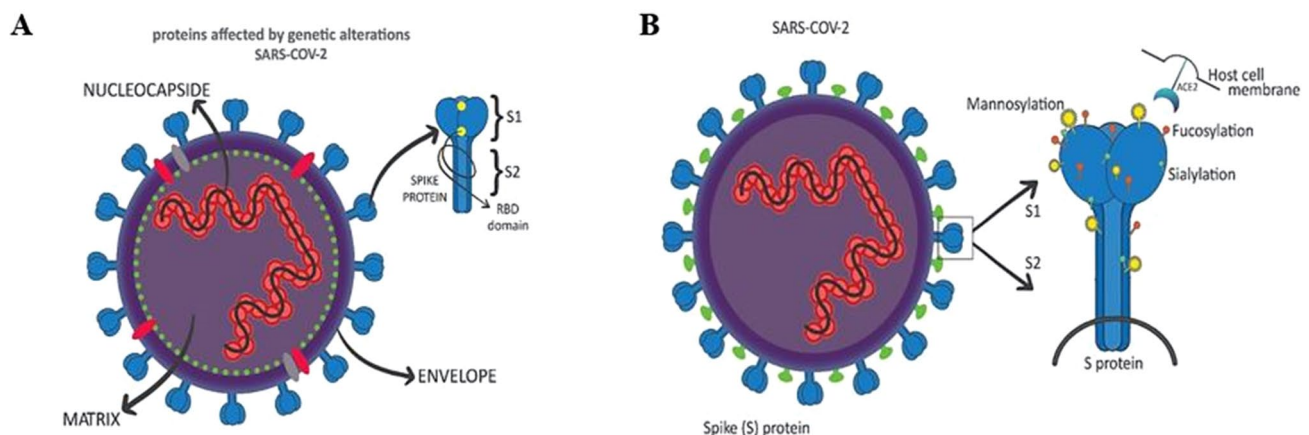 A
proteins affected by genetic alterations
SARS-COV-2
NUCLEOCAPSIDE
S1
S2
SPIKE
PROTEIN
RBD
domain
ENVELOPE
MATRIX
B
SARS-COV-2
Host cell
membrane
ACE2
Mannosylation
Fucosylation
Sialylation
S1
S2
S protein
Spike (S) protein